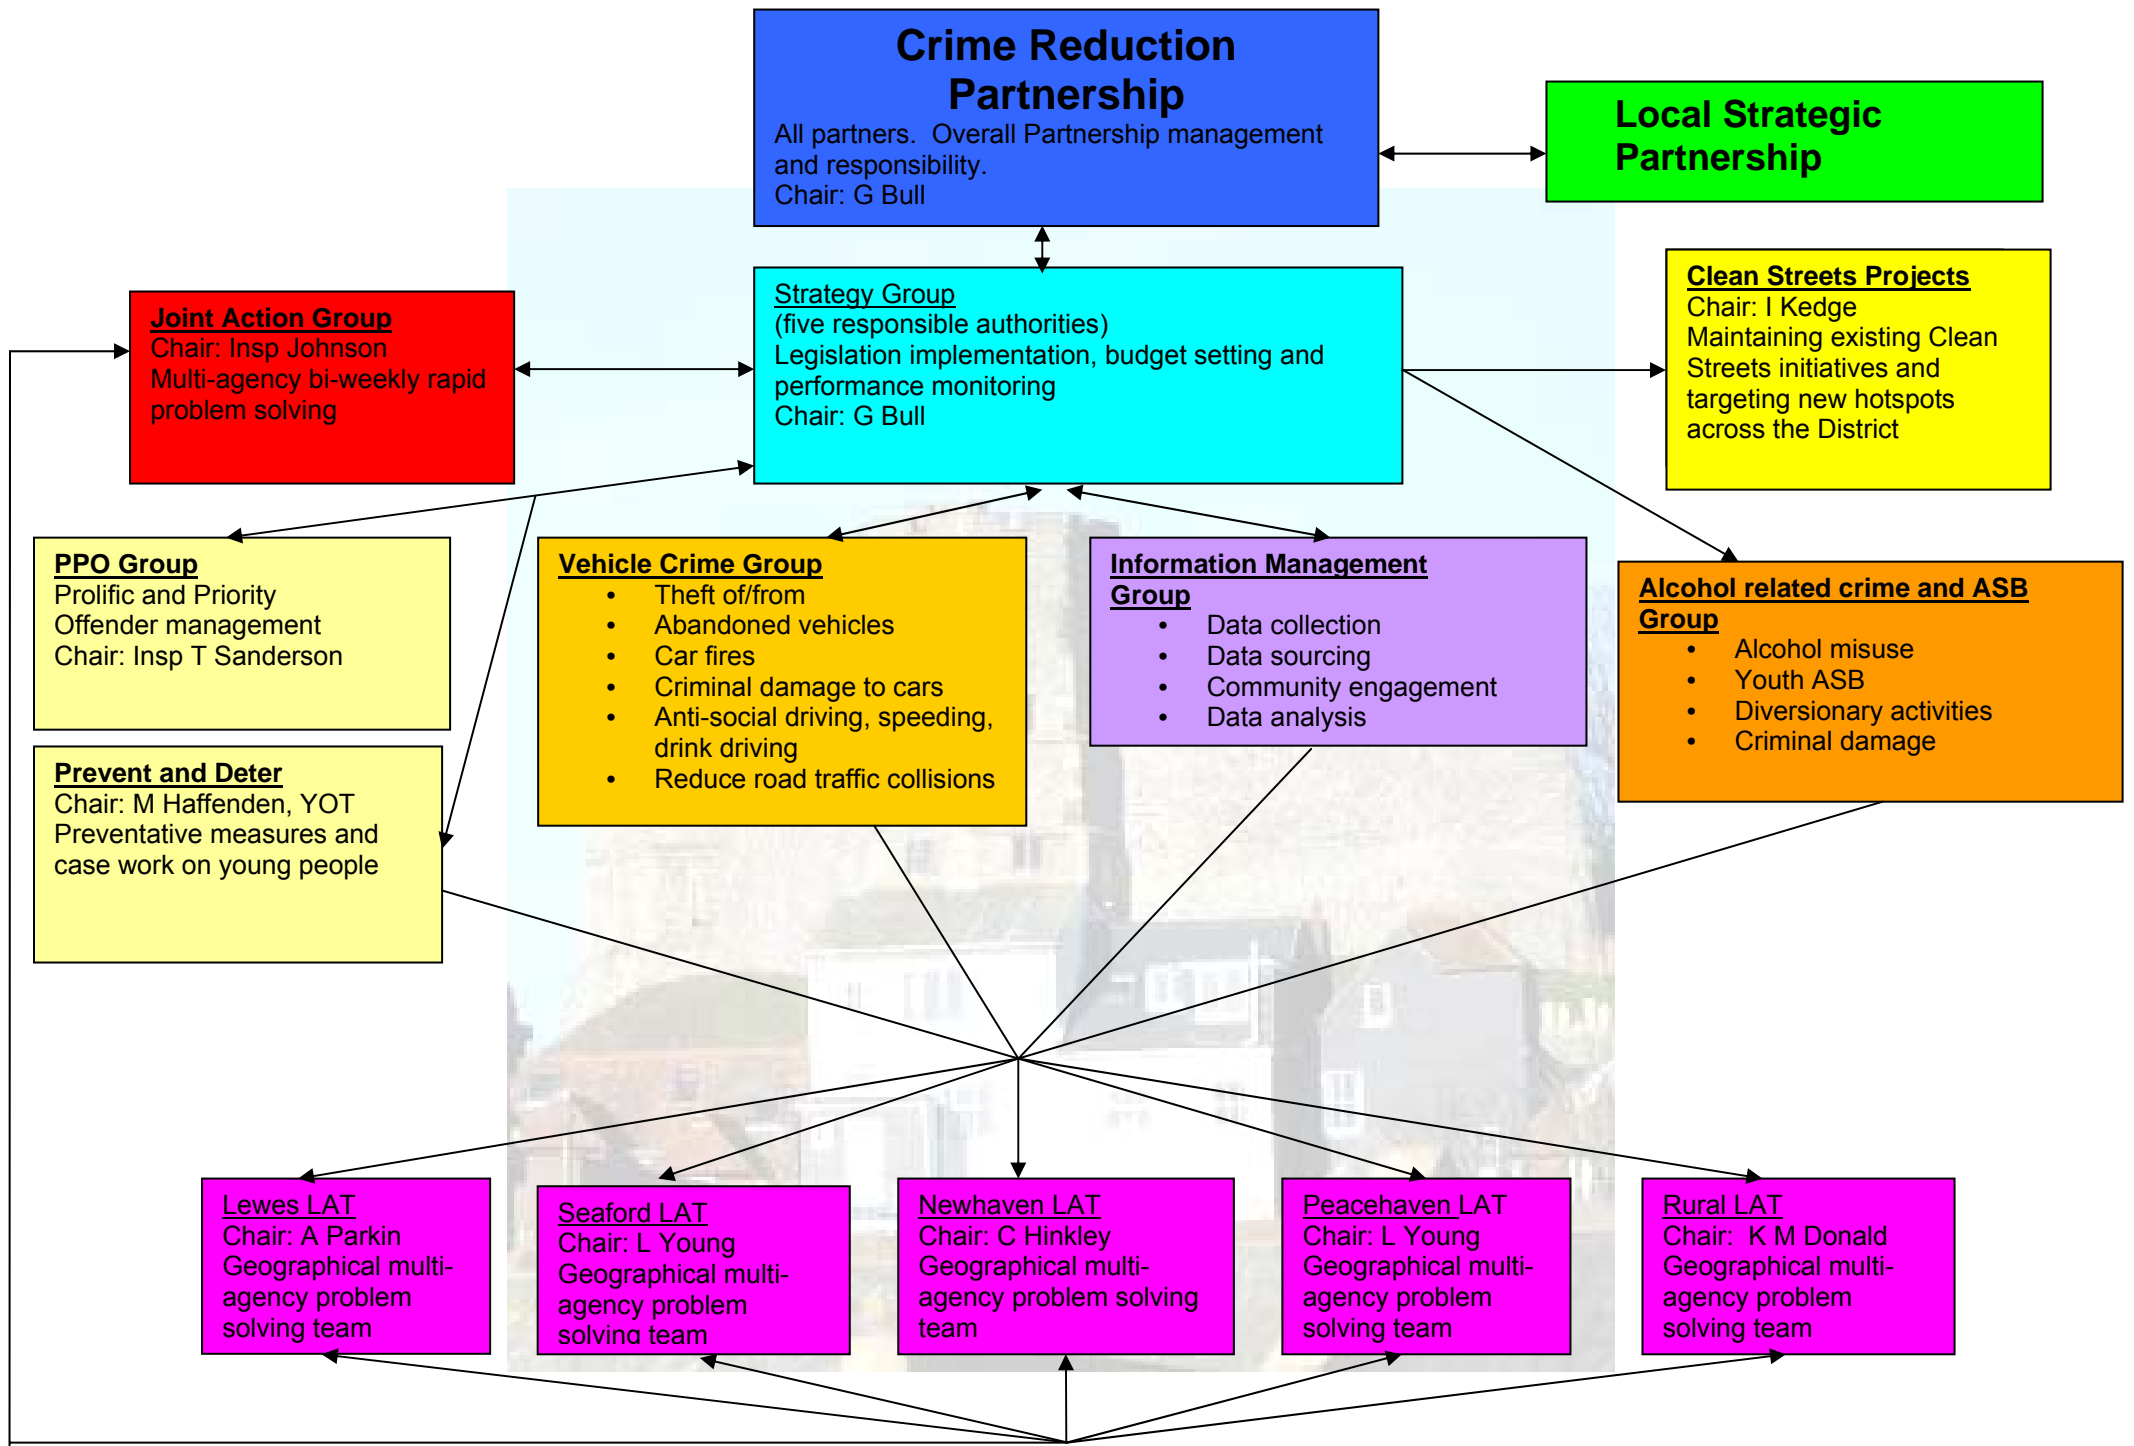 Crime Reduction
Partnership
All partners.  Overall Partnership management
and responsibility.
Chair: G Bull
Local Strategic
Partnership
Joint Action Group
Chair: Insp Johnson
Multi-agency bi-weekly rapid
problem solving
Strategy Group
(five responsible authorities)
Legislation implementation, budget setting and
performance monitoring
Chair: G Bull
Clean Streets Projects
Chair: I Kedge
Maintaining existing Clean
Streets initiatives and
targeting new hotspots
across the District
PPO Group
Prolific and Priority
Offender management
Chair: Insp T Sanderson
Vehicle Crime Group
• Theft of/from
• Abandoned vehicles
• Car fires
• Criminal damage to cars
• Anti-social driving, speeding,
drink driving
• Reduce road traffic collisions
Information Management
Group
• Data collection
• Data sourcing
• Community engagement
• Data analysis
Alcohol related crime and ASB
Group
• Alcohol misuse
• Youth ASB
• Diversionary activities
• Criminal damage
Prevent and Deter
Chair: M Haffenden, YOT
Preventative measures and
case work on young people
Lewes LAT
Chair: A Parkin
Geographical multi-
agency problem
solving team
Seaford LAT
Chair: L Young
Geographical multi-
agency problem
solving team
Newhaven LAT
Chair: C Hinkley
Geographical multi-
agency problem solving
team
Peacehaven LAT
Chair: L Young
Geographical multi-
agency problem
solving team
Rural LAT
Chair:  K M Donald
Geographical multi-
agency problem
solving team